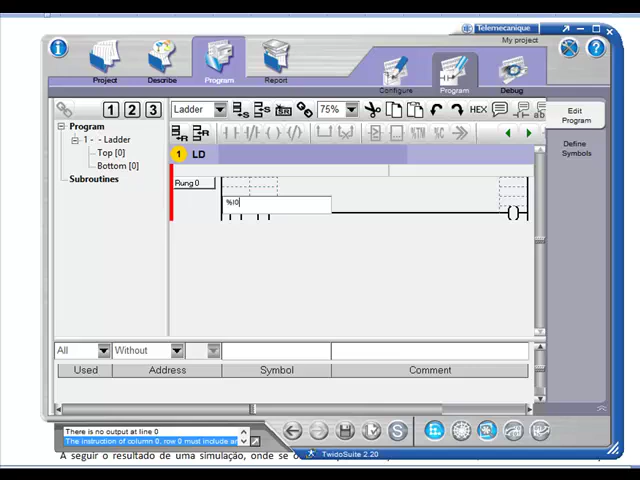 Telemecanique
My project
Project
Describe
Program
Report
Configure
Program
Debug
1 2 3
Ladder
75%
HEX
Edit
Program
Define
Symbols
Program
1 - - Ladder
Top [0]
Bottom [0]
Subroutines
%TM
%C
1 LD
Rung 0
%I0
All
Without
Used
Address
Symbol
Comment
There is no output at line 0
The instruction of column 0, row 0 must include an
TwidoSuite 2.20
A seguir o resultado de uma simulação, onde se o